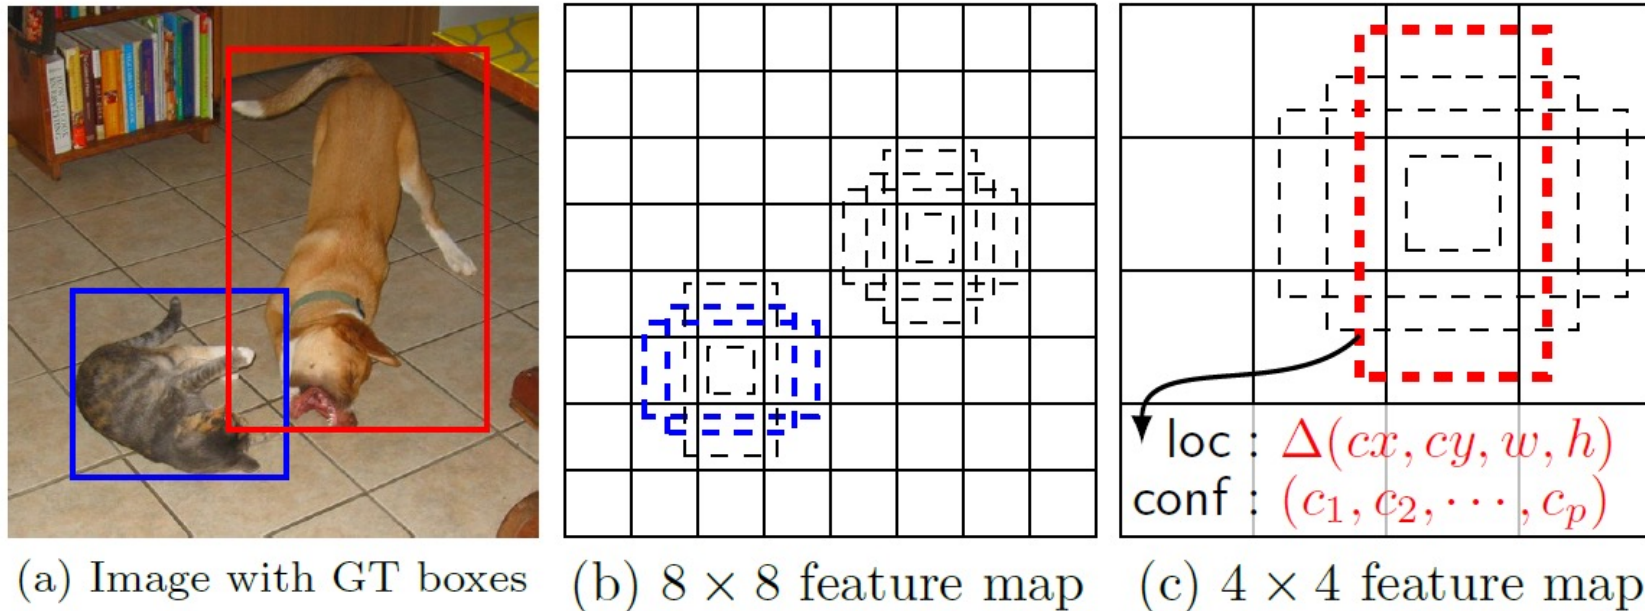 loc : Δ(cx, cy, w, h)
conf : (c₁, c₂, ⋯, cₚ)
(a) Image with GT boxes
(b) 8 × 8 feature map
(c) 4 × 4 feature map